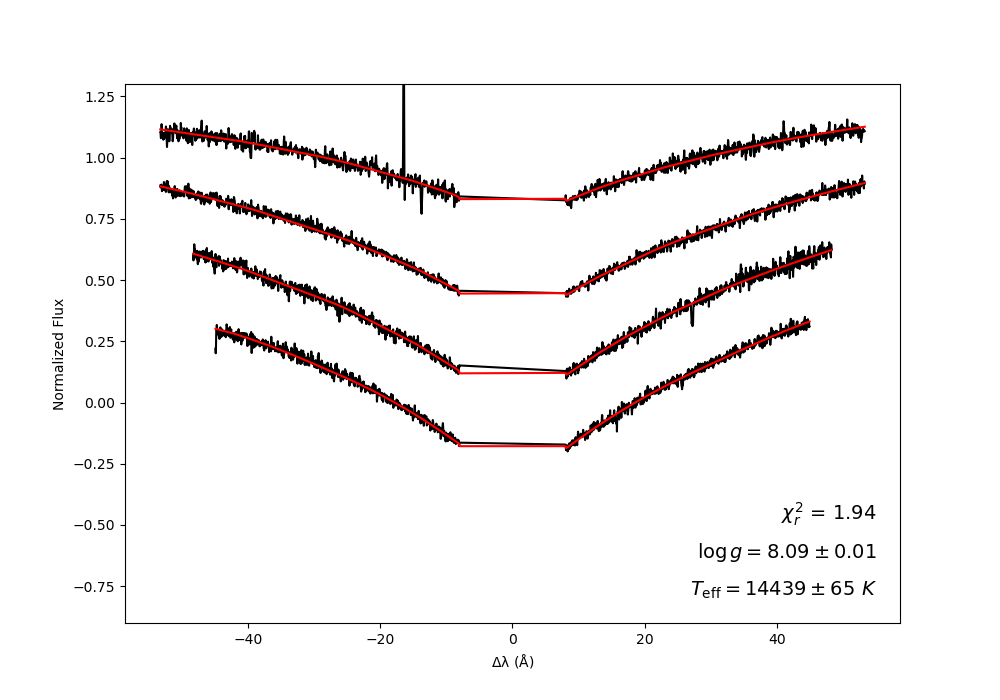 Normalized Flux
1.25
1.00
0.75
0.50
0.25
0.00
−0.25
−0.50
−0.75
χ²ᵣ = 1.94
log g = 8.09 ± 0.01
T_eff = 14439 ± 65 K
−40 −20 0 20 40
Δλ (Å)